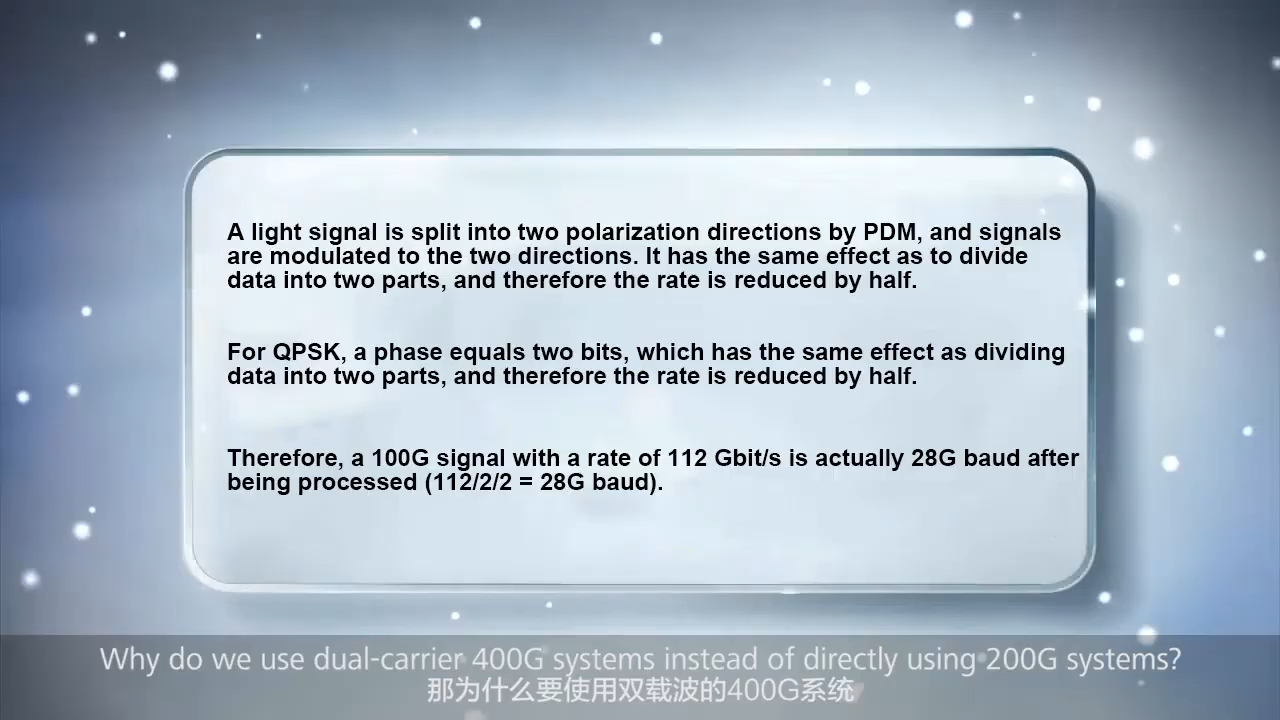 A light signal is split into two polarization directions by PDM, and signals
are modulated to the two directions. It has the same effect as to divide
data into two parts, and therefore the rate is reduced by half.
For QPSK, a phase equals two bits, which has the same effect as dividing
data into two parts, and therefore the rate is reduced by half.
Therefore, a 100G signal with a rate of 112 Gbit/s is actually 28G baud after
being processed (112/2/2 = 28G baud).
Why do we use dual-carrier 400G systems instead of directly using 200G systems?
那为什么要使用双载波的400G系统